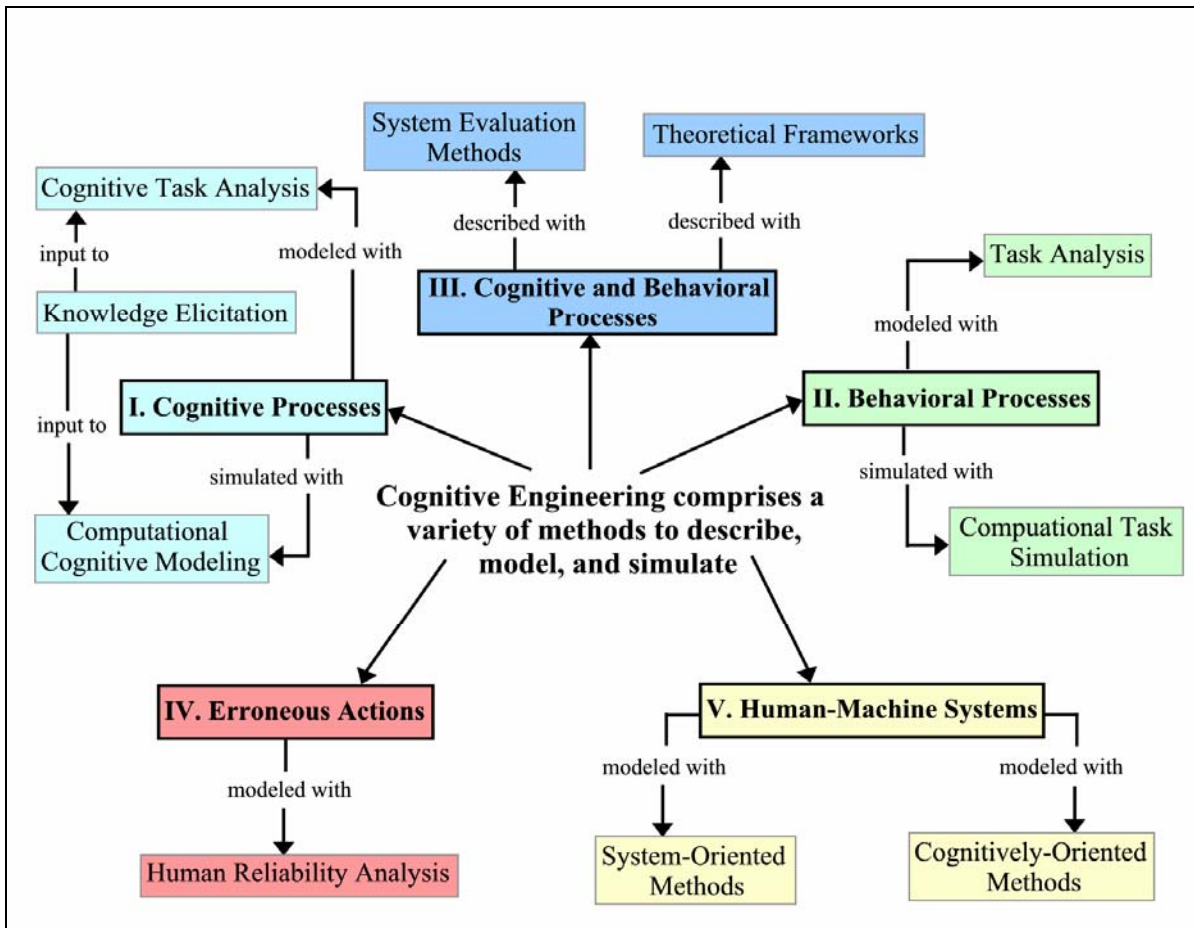 System Evaluation
Methods
Theoretical Frameworks
Cognitive Task Analysis
described with
described with
input to
modeled with
Task Analysis
III. Cognitive and Behavioral
Processes
Knowledge Elicitation
modeled with
I. Cognitive Processes
II. Behavioral Processes
input to
simulated with
simulated with
Cognitive Engineering comprises a
variety of methods to describe,
model, and simulate
Computational
Cognitive Modeling
Compuational Task
Simulation
IV. Erroneous Actions
V. Human-Machine Systems
modeled with
modeled with
modeled with
Human Reliability Analysis
System-Oriented
Methods
Cognitively-Oriented
Methods